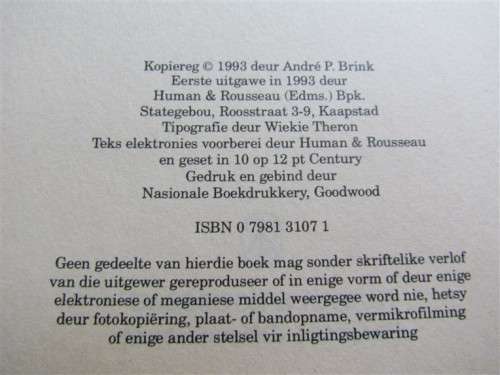 Kopiereg © 1993 deur André P. Brink
Eerste uitgawe in 1993 deur
Human & Rousseau (Edms.) Bpk.
Stategebou, Roosstraat 3-9, Kaapstad
Tipografie deur Wiekie Theron
Teks elektronies voorberei deur Human & Rousseau
en geset in 10 op 12 pt Century
Gedruk en gebind deur
Nasionale Boekdrukkery, Goodwood
ISBN 0 7981 3107 1
Geen gedeelte van hierdie boek mag sonder skriftelike verlof
van die uitgewer gereproduseer of in enige vorm of deur enige
elektroniese of meganiese middel weergegee word nie, hetsy
deur fotokopiëring, plaat- of bandopname, vermikrofilming
of enige ander stelsel vir inligtingsbewaring